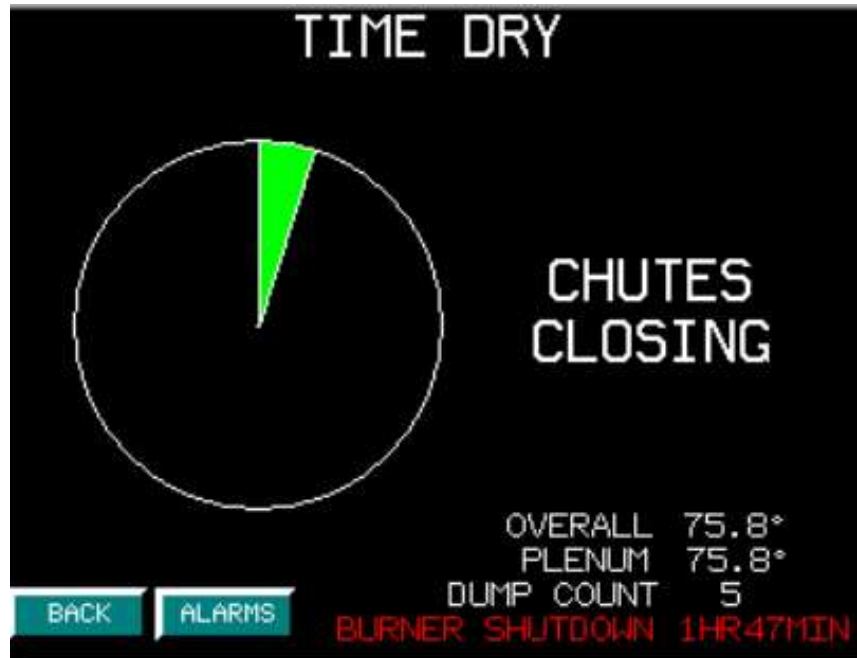 TIME DRY
CHUTES
CLOSING
OVERALL 75.8°
PLENUM 75.8°
DUMP COUNT 5
BACK
ALARMS
BURNER SHUTDOWN 1HR47MIN